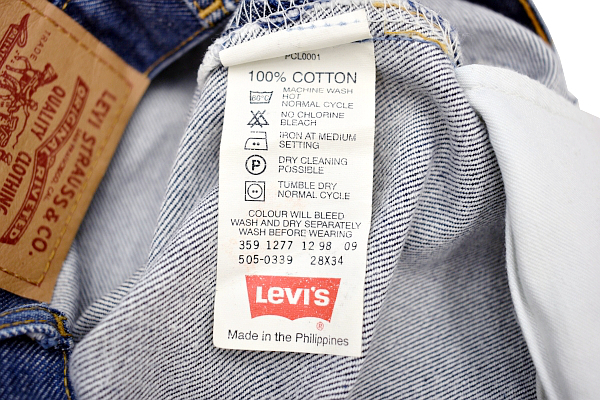 PCL0001
100% COTTON
60°C
MACHINE WASH
HOT
NORMAL CYCLE
NO CHLORINE
BLEACH
IRON AT MEDIUM
SETTING
P
DRY CLEANING
POSSIBLE
TUMBLE DRY
NORMAL CYCLE
COLOUR WILL BLEED
WASH AND DRY SEPARATELY
WASH BEFORE WEARING
359 1277 12 98 09
505-0339 28X34
LEVI'S
®
Made in the Philippines
TRADE
LEVI STRAUSS & CO.
QUALITY
CLOTHING